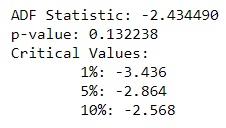 ADF Statistic: -2.434490
p-value: 0.132238
Critical Values:
1%: -3.436
5%: -2.864
10%: -2.568